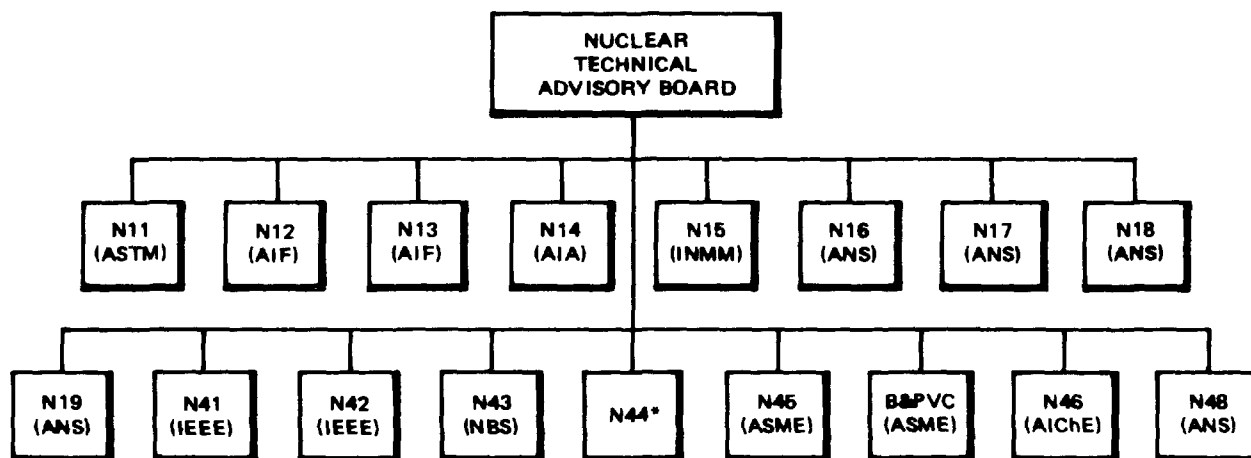 NUCLEAR
TECHNICAL
ADVISORY BOARD
N11
(ASTM)
N12
(AIF)
N13
(AIF)
N14
(AIA)
N15
(INMM)
N16
(ANS)
N17
(ANS)
N18
(ANS)
N19
(ANS)
N41
(IEEE)
N42
(IEEE)
N43
(NBS)
N44*
N45
(ASME)
B&PVC
(ASME)
N46
(AIChE)
N48
(ANS)